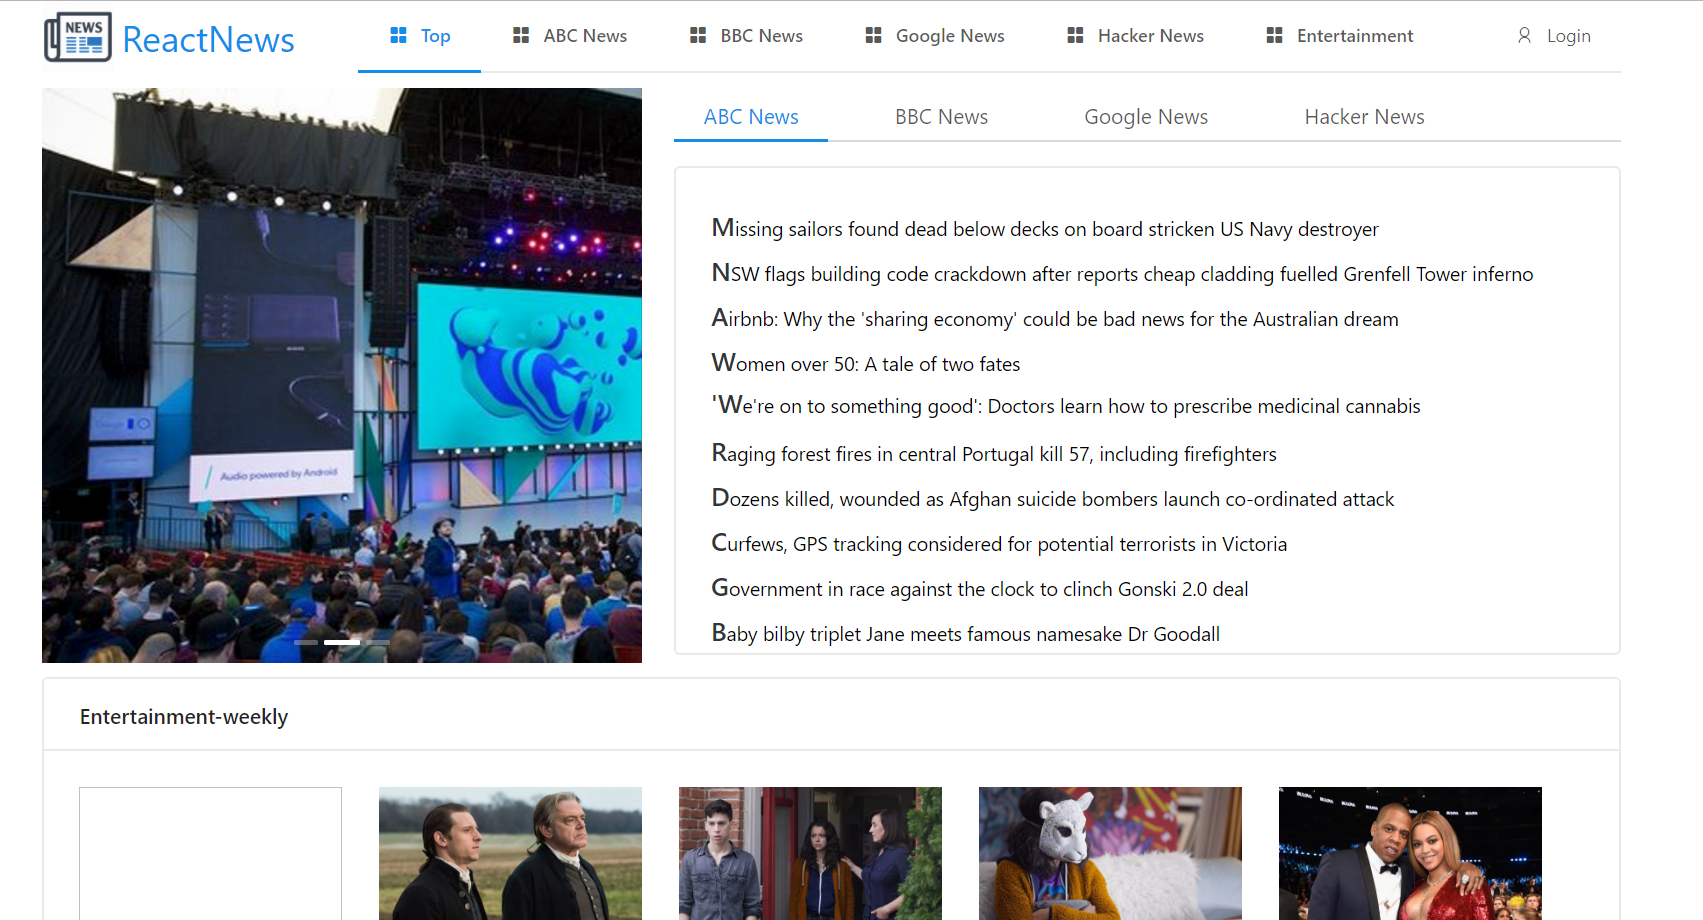 NEWS
ReactNews
Top
ABC News
BBC News
Google News
Hacker News
Entertainment
Login
ABC News
BBC News
Google News
Hacker News
Missing sailors found dead below decks on board stricken US Navy destroyer
NSW flags building code crackdown after reports cheap cladding fuelled Grenfell Tower inferno
Airbnb: Why the 'sharing economy' could be bad news for the Australian dream
Women over 50: A tale of two fates
'We're on to something good': Doctors learn how to prescribe medicinal cannabis
Raging forest fires in central Portugal kill 57, including firefighters
Dozens killed, wounded as Afghan suicide bombers launch co-ordinated attack
Curfews, GPS tracking considered for potential terrorists in Victoria
Government in race against the clock to clinch Gonski 2.0 deal
Baby bilby triplet Jane meets famous namesake Dr Goodall
Google
Audio powered by Android
Entertainment-weekly